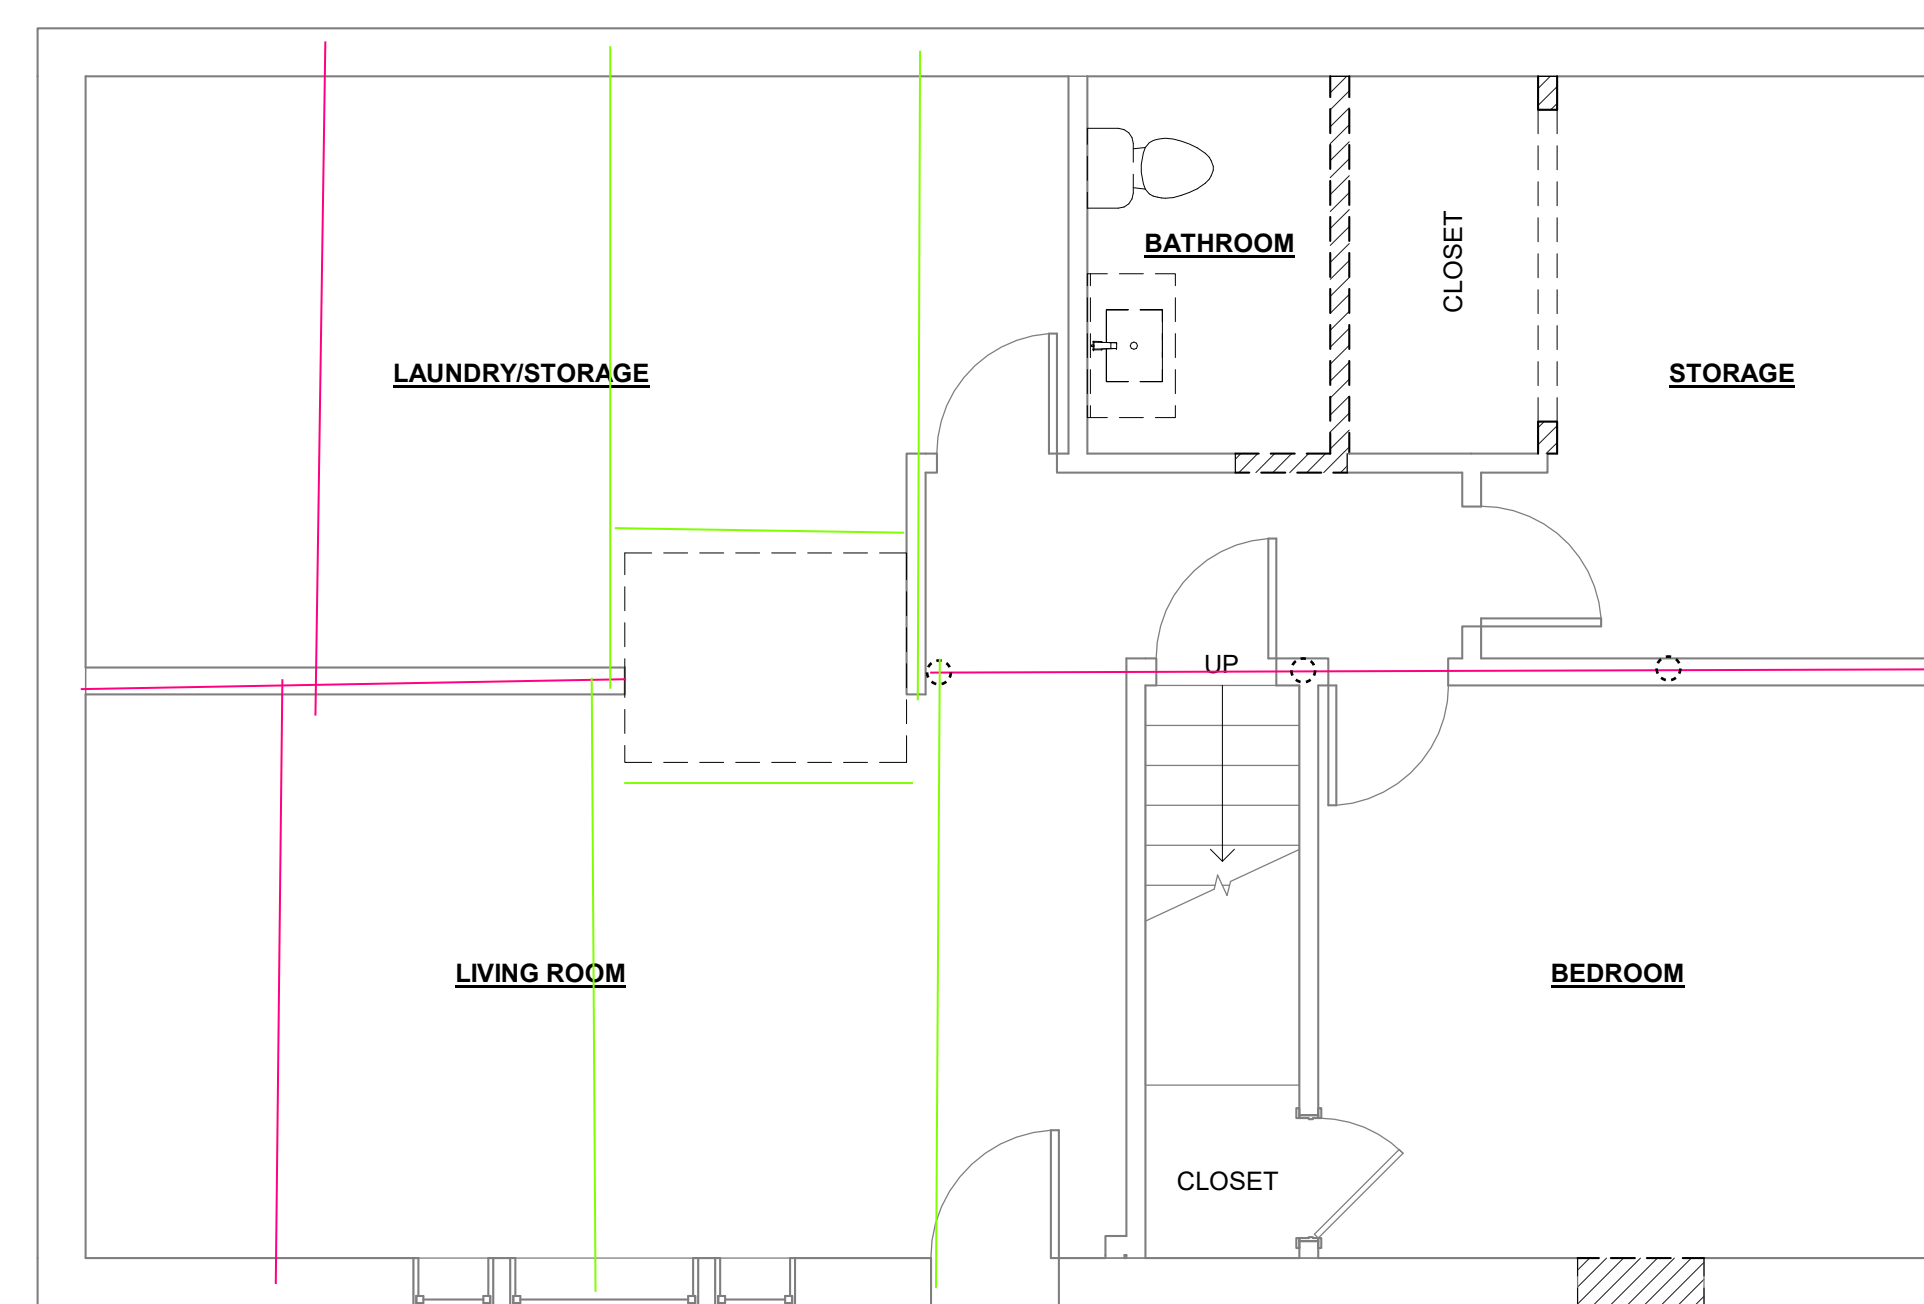 BATHROOM
CLOSET
LAUNDRY/STORAGE
STORAGE
UP
LIVING ROOM
BEDROOM
CLOSET